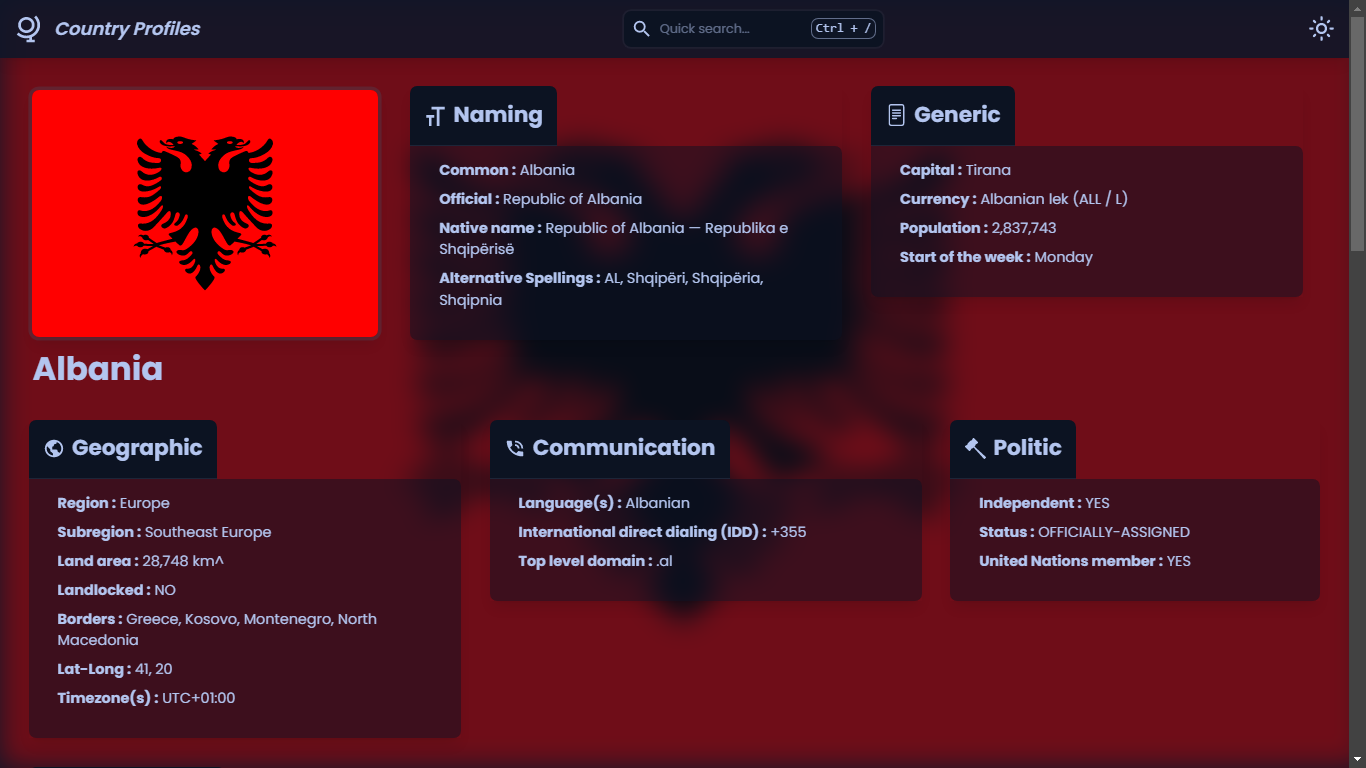 Country Profiles
Quick search...
Ctrl + /
Naming
Common : Albania
Official : Republic of Albania
Native name : Republic of Albania — Republika e
Shqipërisë
Alternative Spellings : AL, Shqipëri, Shqipëria,
Shqipnia
Generic
Capital : Tirana
Currency : Albanian lek (ALL / L)
Population : 2,837,743
Start of the week : Monday
Albania
Geographic
Region : Europe
Subregion : Southeast Europe
Land area : 28,748 km^
Landlocked : NO
Borders : Greece, Kosovo, Montenegro, North
Macedonia
Lat-Long : 41, 20
Timezone(s) : UTC+01:00
Communication
Language(s) : Albanian
International direct dialing (IDD) : +355
Top level domain : .al
Politic
Independent : YES
Status : OFFICIALLY-ASSIGNED
United Nations member : YES